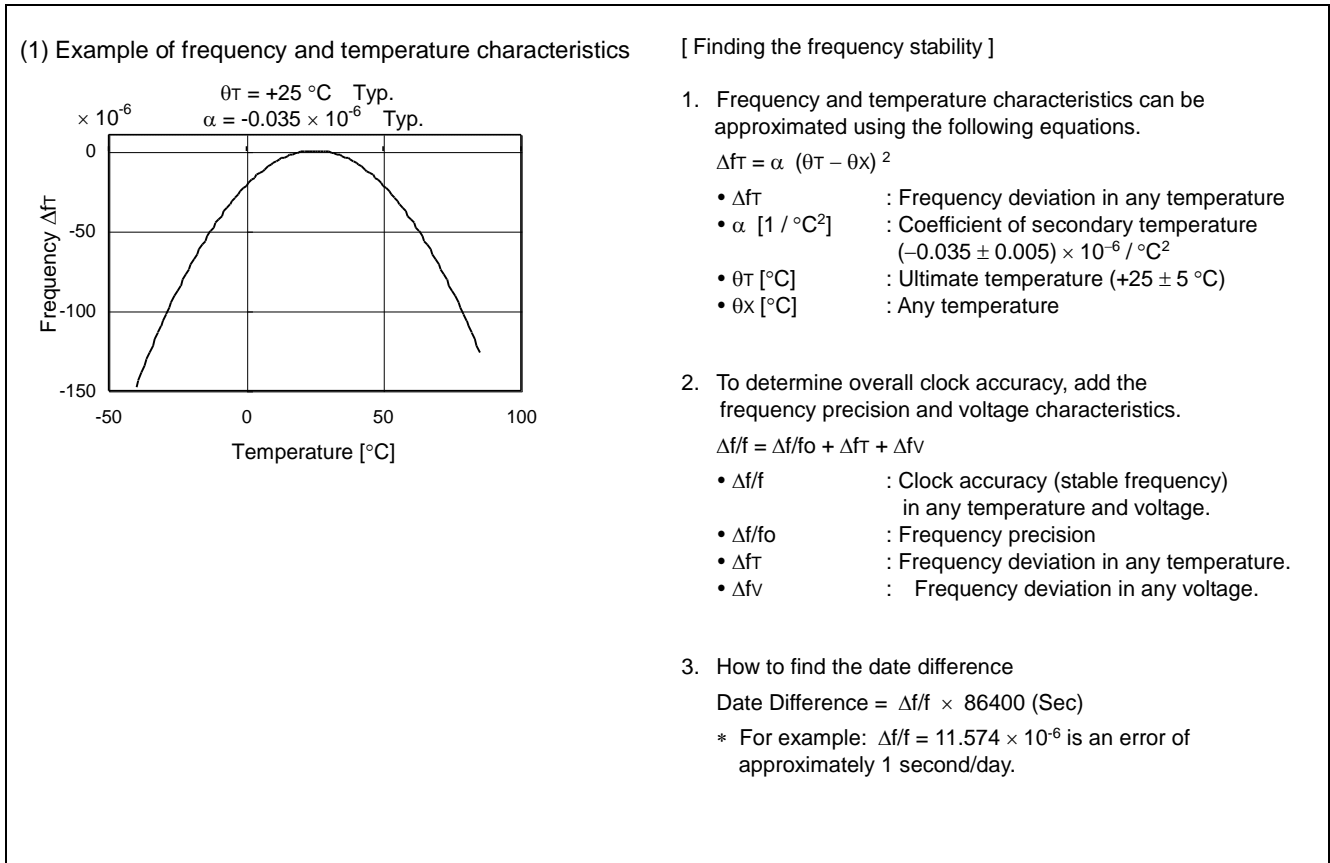 (1) Example of frequency and temperature characteristics
θT = +25 °C Typ.
× 10-6
α = -0.035 × 10-6 Typ.
0
-50
-100
-150
Frequency ΔfT
-50
0
50
100
Temperature [°C]
[ Finding the frequency stability ]
1. Frequency and temperature characteristics can be
approximated using the following equations.
ΔfT = α (θT − θX) 2
• ΔfT : Frequency deviation in any temperature
• α [1 / °C2] : Coefficient of secondary temperature
(−0.035 ± 0.005) × 10−6 / °C2
• θT [°C] : Ultimate temperature (+25 ± 5 °C)
• θX [°C] : Any temperature
2. To determine overall clock accuracy, add the
frequency precision and voltage characteristics.
Δf/f = Δf/fo + ΔfT + ΔfV
• Δf/f : Clock accuracy (stable frequency)
in any temperature and voltage.
• Δf/fo : Frequency precision
• ΔfT : Frequency deviation in any temperature.
• ΔfV : Frequency deviation in any voltage.
3. How to find the date difference
Date Difference = Δf/f × 86400 (Sec)
* For example: Δf/f = 11.574 × 10-6 is an error of
approximately 1 second/day.